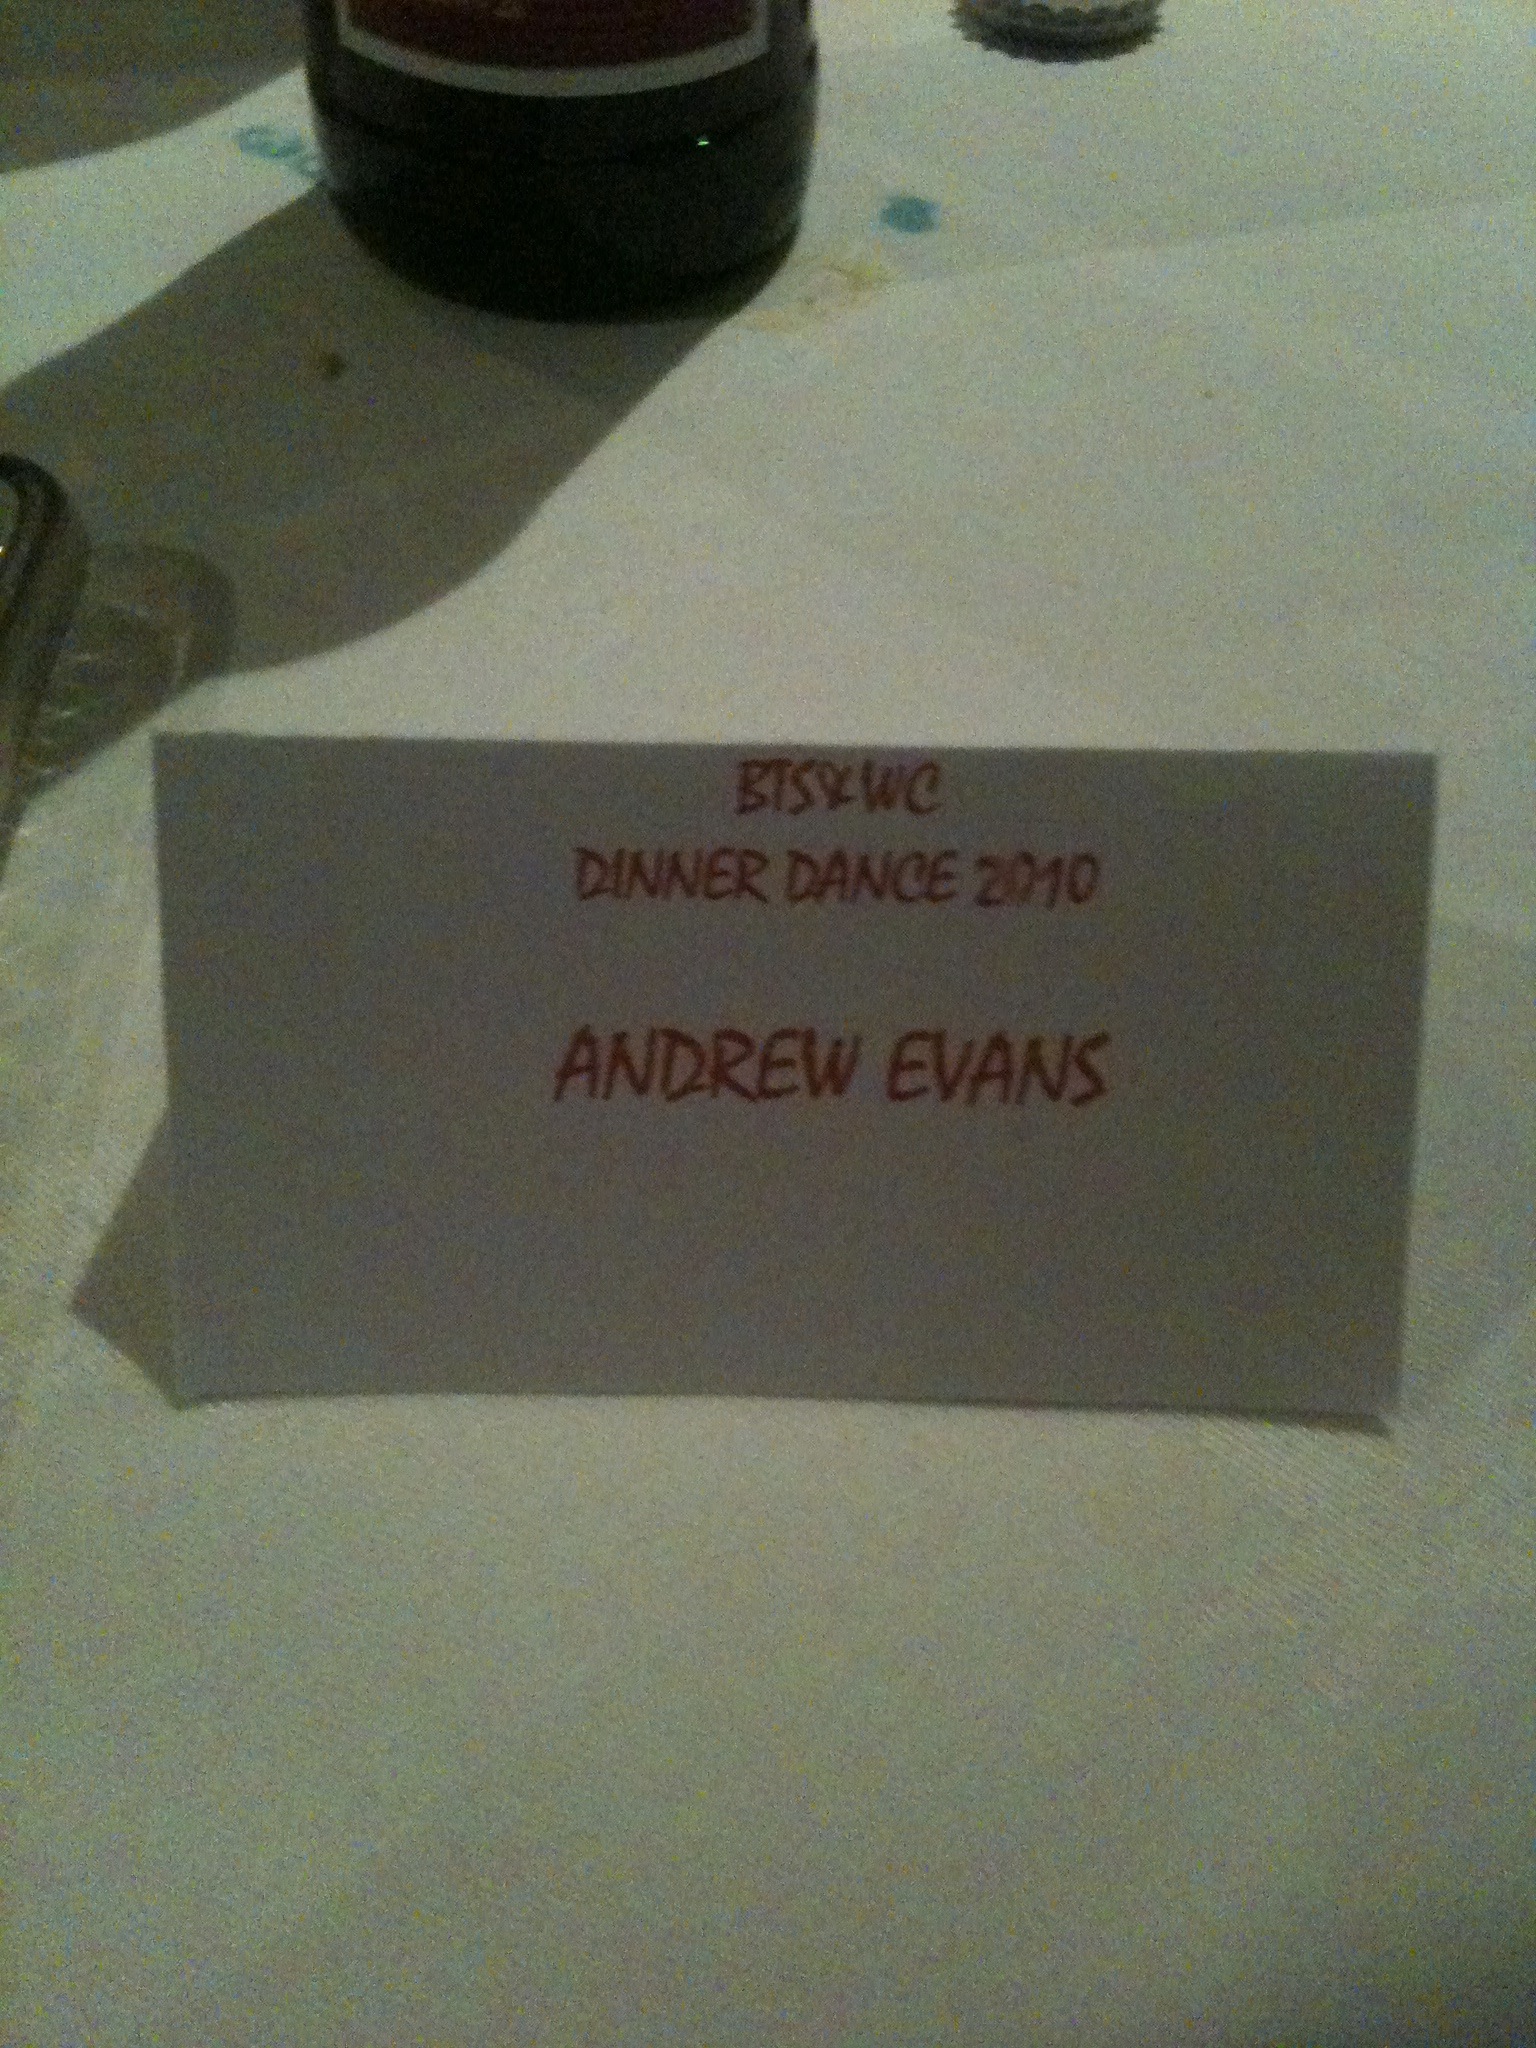 BTS&WC
DINNER DANCE 2010
ANDREW EVANS